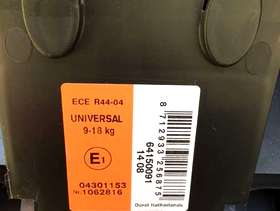 ECE R44-04
UNIVERSAL
9-18 kg
E1
04301153
Nr. 1062816
8 712933 256875
64150091
14 08
Dorel Netherlands